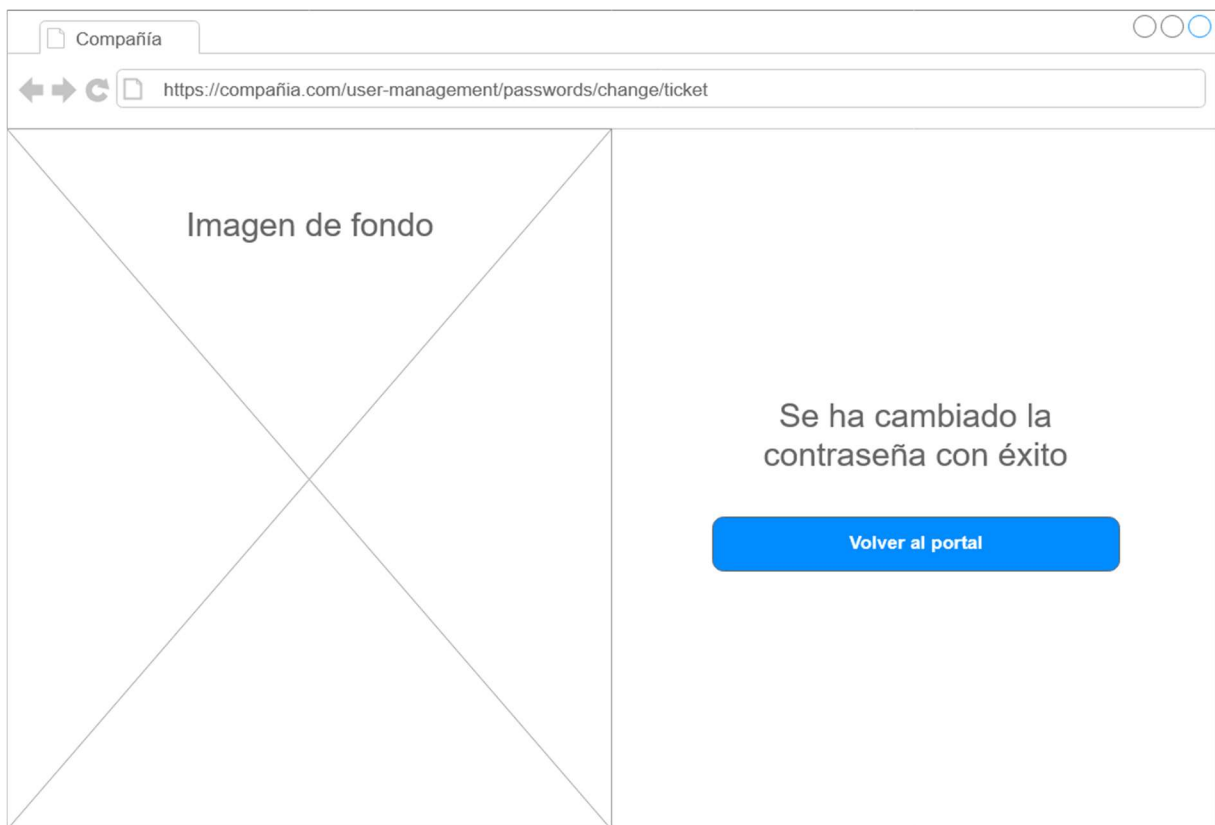 Compañía
https://compañia.com/user-management/passwords/change/ticket
Imagen de fondo
Se ha cambiado la
contraseña con éxito
Volver al portal